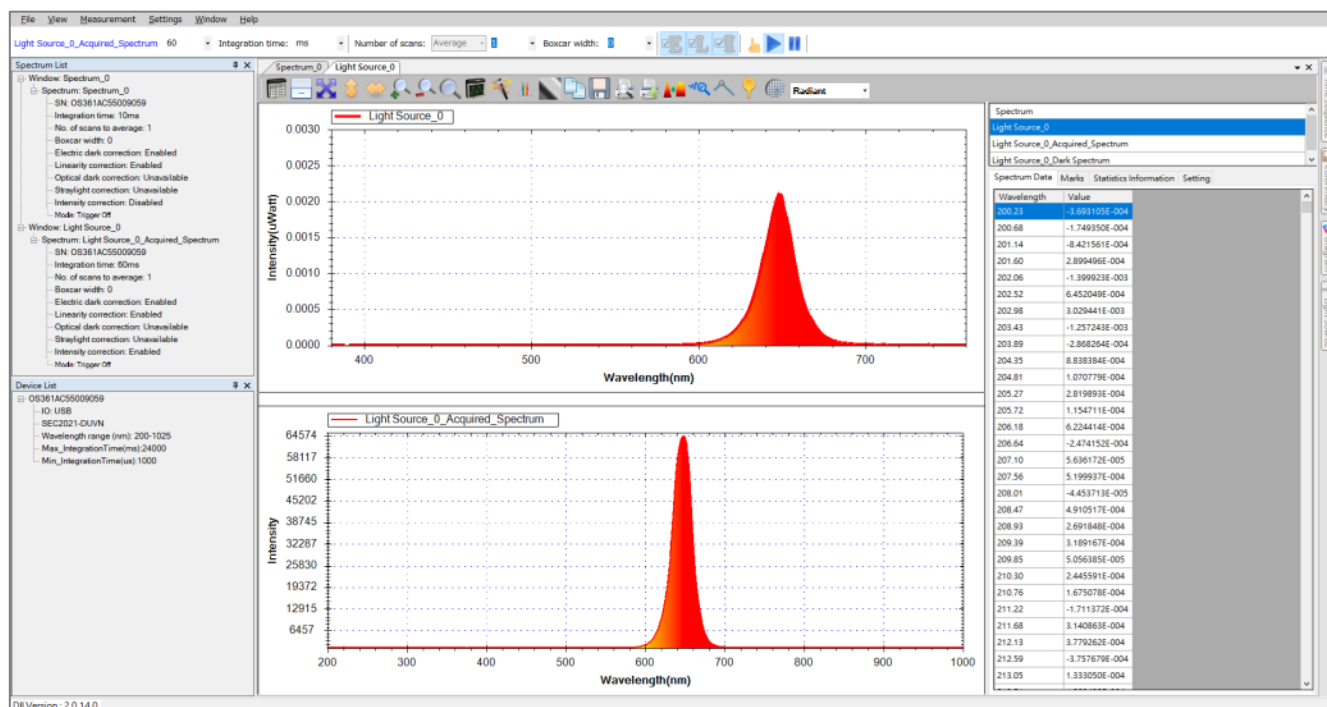 File View Measurement Settings Window Help
Light Source_0_Acquired_Spectrum 60 Integration time: ms Number of scans: Average 1 Boxcar width: 0
Spectrum List
Window: Spectrum_0
Spectrum: Spectrum_0
SN: OS361AC55009059
Integration time: 10ms
No. of scans to average: 1
Boxcar width: 0
Electric dark correction: Enabled
Linearity correction: Enabled
Optical dark correction: Unavailable
Straylight correction: Unavailable
Intensity correction: Disabled
Mode: Trigger Off
Window: Light Source_0
Spectrum: Light Source_0_Acquired_Spectrum
SN: OS361AC55009059
Integration time: 60ms
No. of scans to average: 1
Boxcar width: 0
Electric dark correction: Enabled
Linearity correction: Enabled
Optical dark correction: Unavailable
Straylight correction: Unavailable
Intensity correction: Enabled
Mode: Trigger Off
Device List
OS361AC55009059
IO: USB
SEC2021-DUVN
Wavelength range (nm): 200-1025
Max_IntegrationTime(ms):24000
Min_IntegrationTime(us):1000
Spectrum_0 Light Source_0
Radiant
Light Source_0
0.0030
0.0025
0.0020
0.0015
0.0010
0.0005
0.0000
Intensity(uWatt)
400 500 600 700
Wavelength(nm)
Light Source_0_Acquired_Spectrum
64574
58117
51660
45202
38745
32287
25830
19372
12915
6457
Intensity
200 300 400 500 600 700 800 900 1000
Wavelength(nm)
Spectrum
Light Source_0
Light Source_0_Acquired_Spectrum
Light Source_0_Dark Spectrum
Spectrum Data Marks Statistics Information Setting
Wavelength Value
200.23 -3.693105E-004
200.68 -1.749350E-004
201.14 -8.421561E-004
201.60 2.899496E-004
202.06 -1.399923E-003
202.52 6.452049E-004
202.98 3.029441E-003
203.43 -1.257243E-003
203.89 -2.868264E-004
204.35 8.838384E-004
204.81 1.070779E-004
205.27 2.819893E-004
205.72 1.154711E-004
206.18 6.224414E-004
206.64 -2.474152E-004
207.10 5.636172E-005
207.56 5.199937E-004
208.01 -4.453713E-005
208.47 4.910517E-004
208.93 2.691848E-004
209.39 3.189167E-004
209.85 5.056385E-005
210.30 2.445591E-004
210.76 1.675078E-004
211.22 -1.711372E-004
211.68 3.140863E-004
212.13 3.779262E-004
212.59 -3.757679E-004
213.05 1.333050E-004
DllVersion : 2.0.14.0